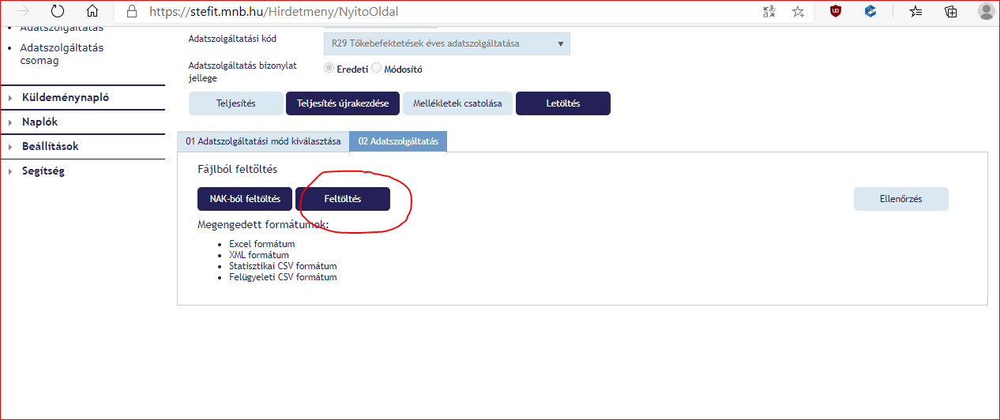 https://stefit.mnb.hu/Hirdetmeny/NyitoOldal
Adatszolgáltatás
Adatszolgáltatás
csomag
Küldeménynapló
Naplók
Beállítások
Segítség
Adatszolgáltatási kód
R29 Tőkebefektetések éves adatszolgáltatása
Adatszolgáltatás bizonylat
jellege
Eredeti Módosító
Teljesítés Teljesítés újrakezdése Mellékletek csatolása Letöltés
01 Adatszolgáltatási mód kiválasztása 02 Adatszolgáltatás
Fájlból feltöltés
NAK-ból feltöltés Feltöltés Ellenőrzés
Megengedett formátumok:
Excel formátum
XML formátum
Statisztikai CSV formátum
Felügyeleti CSV formátum